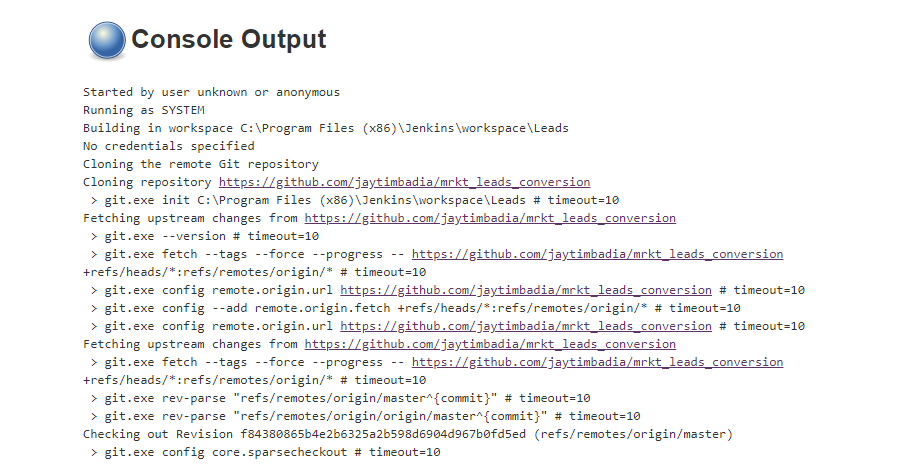 Console Output
Started by user unknown or anonymous
Running as SYSTEM
Building in workspace C:\Program Files (x86)\Jenkins\workspace\Leads
No credentials specified
Cloning the remote Git repository
Cloning repository https://github.com/jaytimbadia/mrkt_leads_conversion
> git.exe init C:\Program Files (x86)\Jenkins\workspace\Leads # timeout=10
Fetching upstream changes from https://github.com/jaytimbadia/mrkt_leads_conversion
> git.exe --version # timeout=10
> git.exe fetch --tags --force --progress -- https://github.com/jaytimbadia/mrkt_leads_conversion
+refs/heads/*:refs/remotes/origin/* # timeout=10
> git.exe config remote.origin.url https://github.com/jaytimbadia/mrkt_leads_conversion # timeout=10
> git.exe config --add remote.origin.fetch +refs/heads/*:refs/remotes/origin/* # timeout=10
> git.exe config remote.origin.url https://github.com/jaytimbadia/mrkt_leads_conversion # timeout=10
Fetching upstream changes from https://github.com/jaytimbadia/mrkt_leads_conversion
> git.exe fetch --tags --force --progress -- https://github.com/jaytimbadia/mrkt_leads_conversion
+refs/heads/*:refs/remotes/origin/* # timeout=10
> git.exe rev-parse "refs/remotes/origin/master^{commit}" # timeout=10
> git.exe rev-parse "refs/remotes/origin/origin/master^{commit}" # timeout=10
Checking out Revision f84380865b4e2b6325a2b598d6904d967b0fd5ed (refs/remotes/origin/master)
> git.exe config core.sparsecheckout # timeout=10